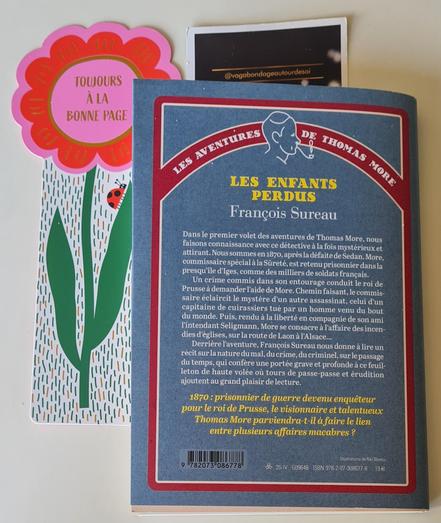 TOUJOURS
À LA
BONNE PAGE
@vagabondageautourdesoi
LES AVENTURES DE THOMAS MORE
LES ENFANTS
PERDUS
François Sureau
Dans le premier volet des aventures de Thomas More, nous
faisons connaissance avec ce détective à la fois mystérieux et
attirant. Nous sommes en 1870, après la défaite de Sedan. More,
commissaire spécial à la Sûreté, est retenu prisonnier dans la
presqu'île d'Iges, comme des milliers de soldats français.
Un crime commis dans son entourage conduit le roi de
Prusse à demander l'aide de More. Chemin faisant, le commis-
saire éclaircit le mystère d'un autre assassinat, celui d'un
capitaine de cuirassiers tué par un homme venu du bout
du monde. Puis, rendu à la liberté en compagnie de son ami
l'intendant Seligmann, More se consacre à l'affaire des incen-
dies d'églises, sur la route de Laon à l'Alsace...
Derrière l'aventure, François Sureau nous donne à lire un
récit sur la nature du mal, du crime, du criminel, sur le passage
du temps, qui confère une portée grave et profonde à ce feuille-
ton de haute volée où tours de passe-passe et érudition
ajoutent au grand plaisir de lecture.
1870 : prisonnier de guerre devenu enquêteur
pour le roi de Prusse, le visionnaire et talentueux
Thomas More parviendra-t-il à faire le lien
entre plusieurs affaires macabres ?
9 782073 086778
ISBN 978-2-07-308677-8